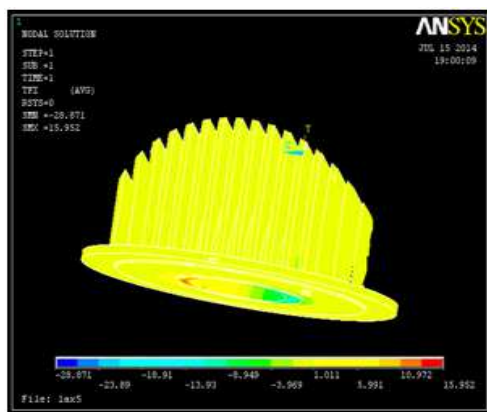 1
NODAL SOLUTION
STEP=1
SUB =1
TIME=1
(AVG)
RSYS=0
SMN =-28.871
SMX =15.952
ANSYS
JUL 15 2014
19:00:09
-28.871 -18.91 -8.949 1.011 10.972
-23.89 -13.93 -3.969 5.991 15.952
File: lax5